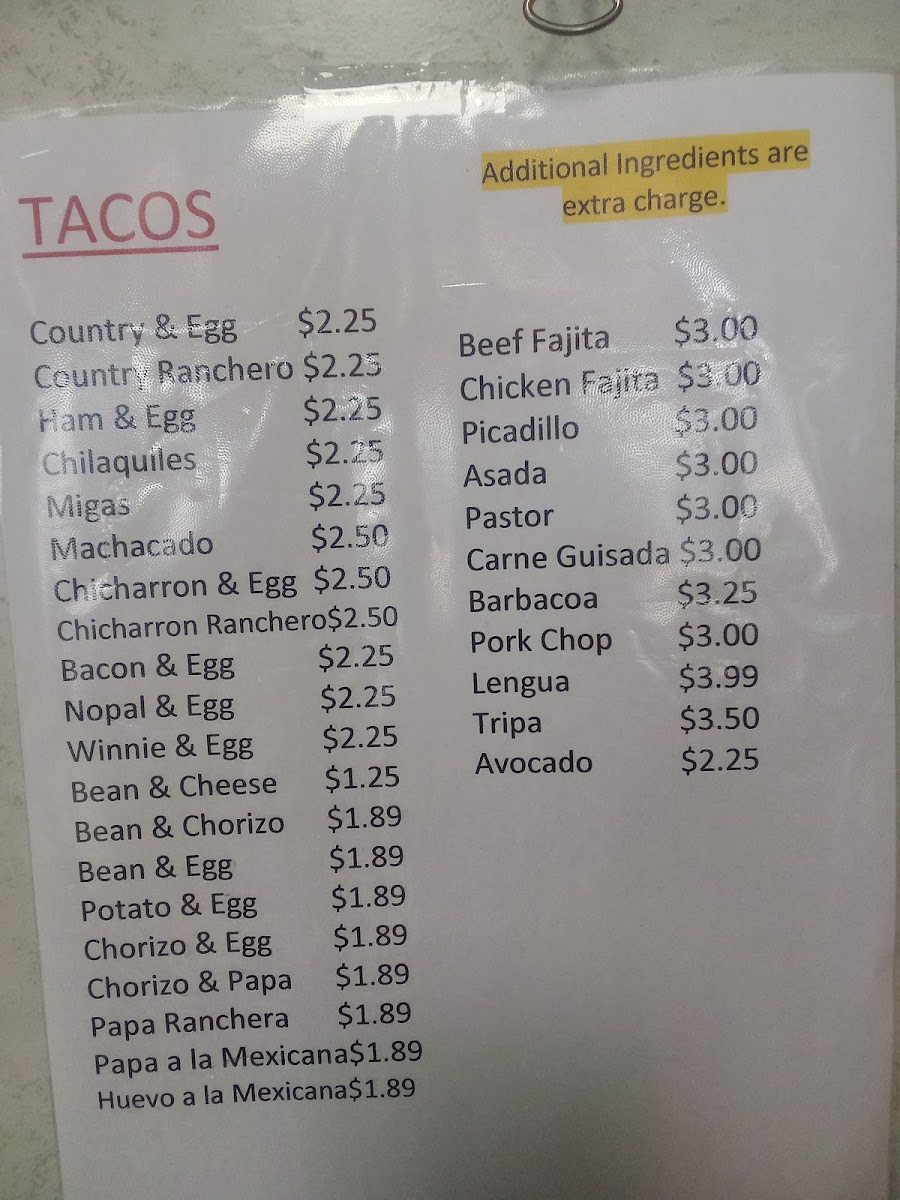 TACOS
Additional Ingredients are
extra charge.
Country & Egg $2.25
Country Ranchero $2.25
Ham & Egg $2.25
Chilaquiles $2.25
Migas $2.25
Machacado $2.50
Chicharron & Egg $2.50
Chicharron Ranchero$2.50
Bacon & Egg $2.25
Nopal & Egg $2.25
Winnie & Egg $2.25
Bean & Cheese $1.25
Bean & Chorizo $1.89
Bean & Egg $1.89
Potato & Egg $1.89
Chorizo & Egg $1.89
Chorizo & Papa $1.89
Papa Ranchera $1.89
Papa a la Mexicana$1.89
Huevo a la Mexicana$1.89
Beef Fajita $3.00
Chicken Fajita $3.00
Picadillo $3.00
Asada $3.00
Pastor $3.00
Carne Guisada $3.00
Barbacoa $3.25
Pork Chop $3.00
Lengua $3.99
Tripa $3.50
Avocado $2.25